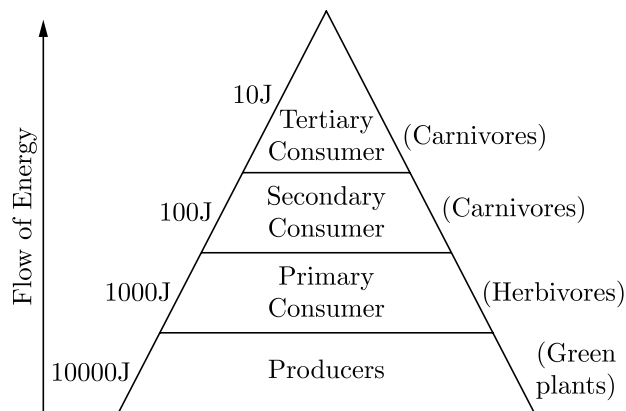 10J
Tertiary
Consumer
(Carnivores)
Secondary
Consumer
100J
(Carnivores)
Primary
Consumer
1000J
(Herbivores)
Producers
10000J
(Green
plants)
Flow of Energy